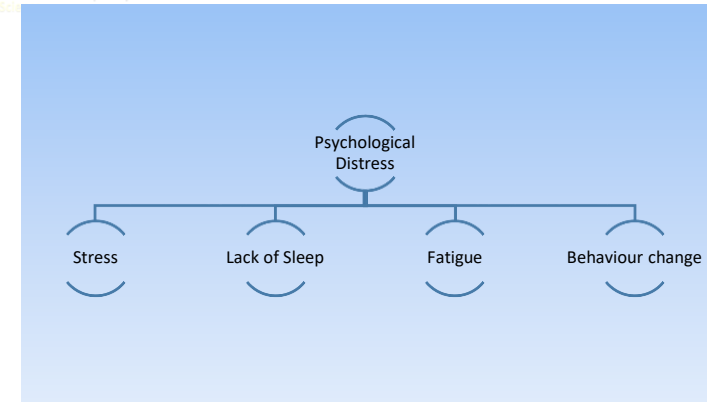 Psychological
Distress
Stress
Lack of Sleep
Fatigue
Behaviour change